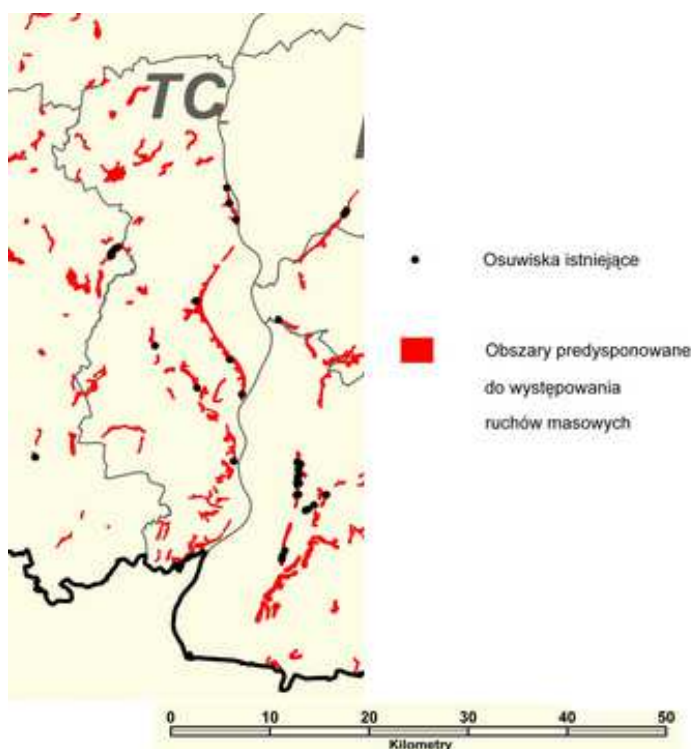 TC
Osuwiska istniejące
Obszary predysponowane
do występowania
ruchów masowych
0 10 20 30 40 50
Kilometry